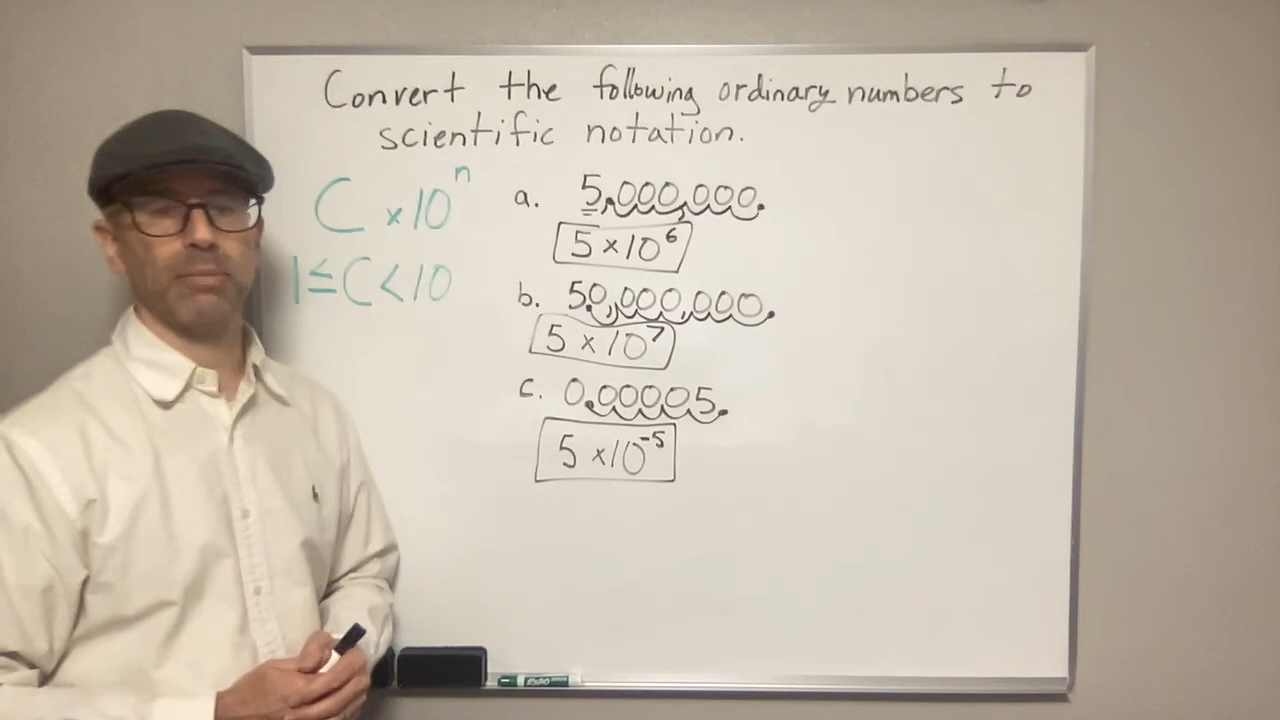 Convert the following ordinary numbers to
scientific notation.
C × 10ⁿ
1 ≤ C < 10
a. 5,000,000.
5 × 10⁶
b. 50,000,000.
5 × 10⁷
c. 0.00005.
5 × 10⁻⁵
EXPO